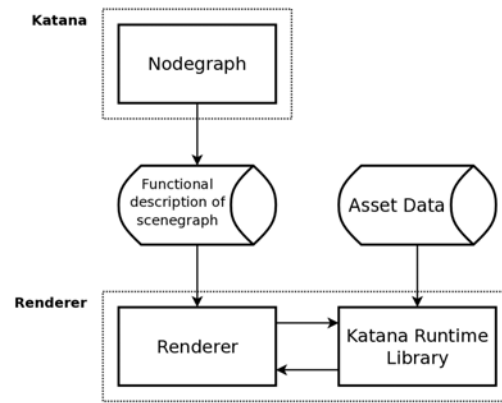 Katana
Nodegraph
Functional
description of
scenegraph
Asset Data
Renderer
Renderer
Katana Runtime
Library